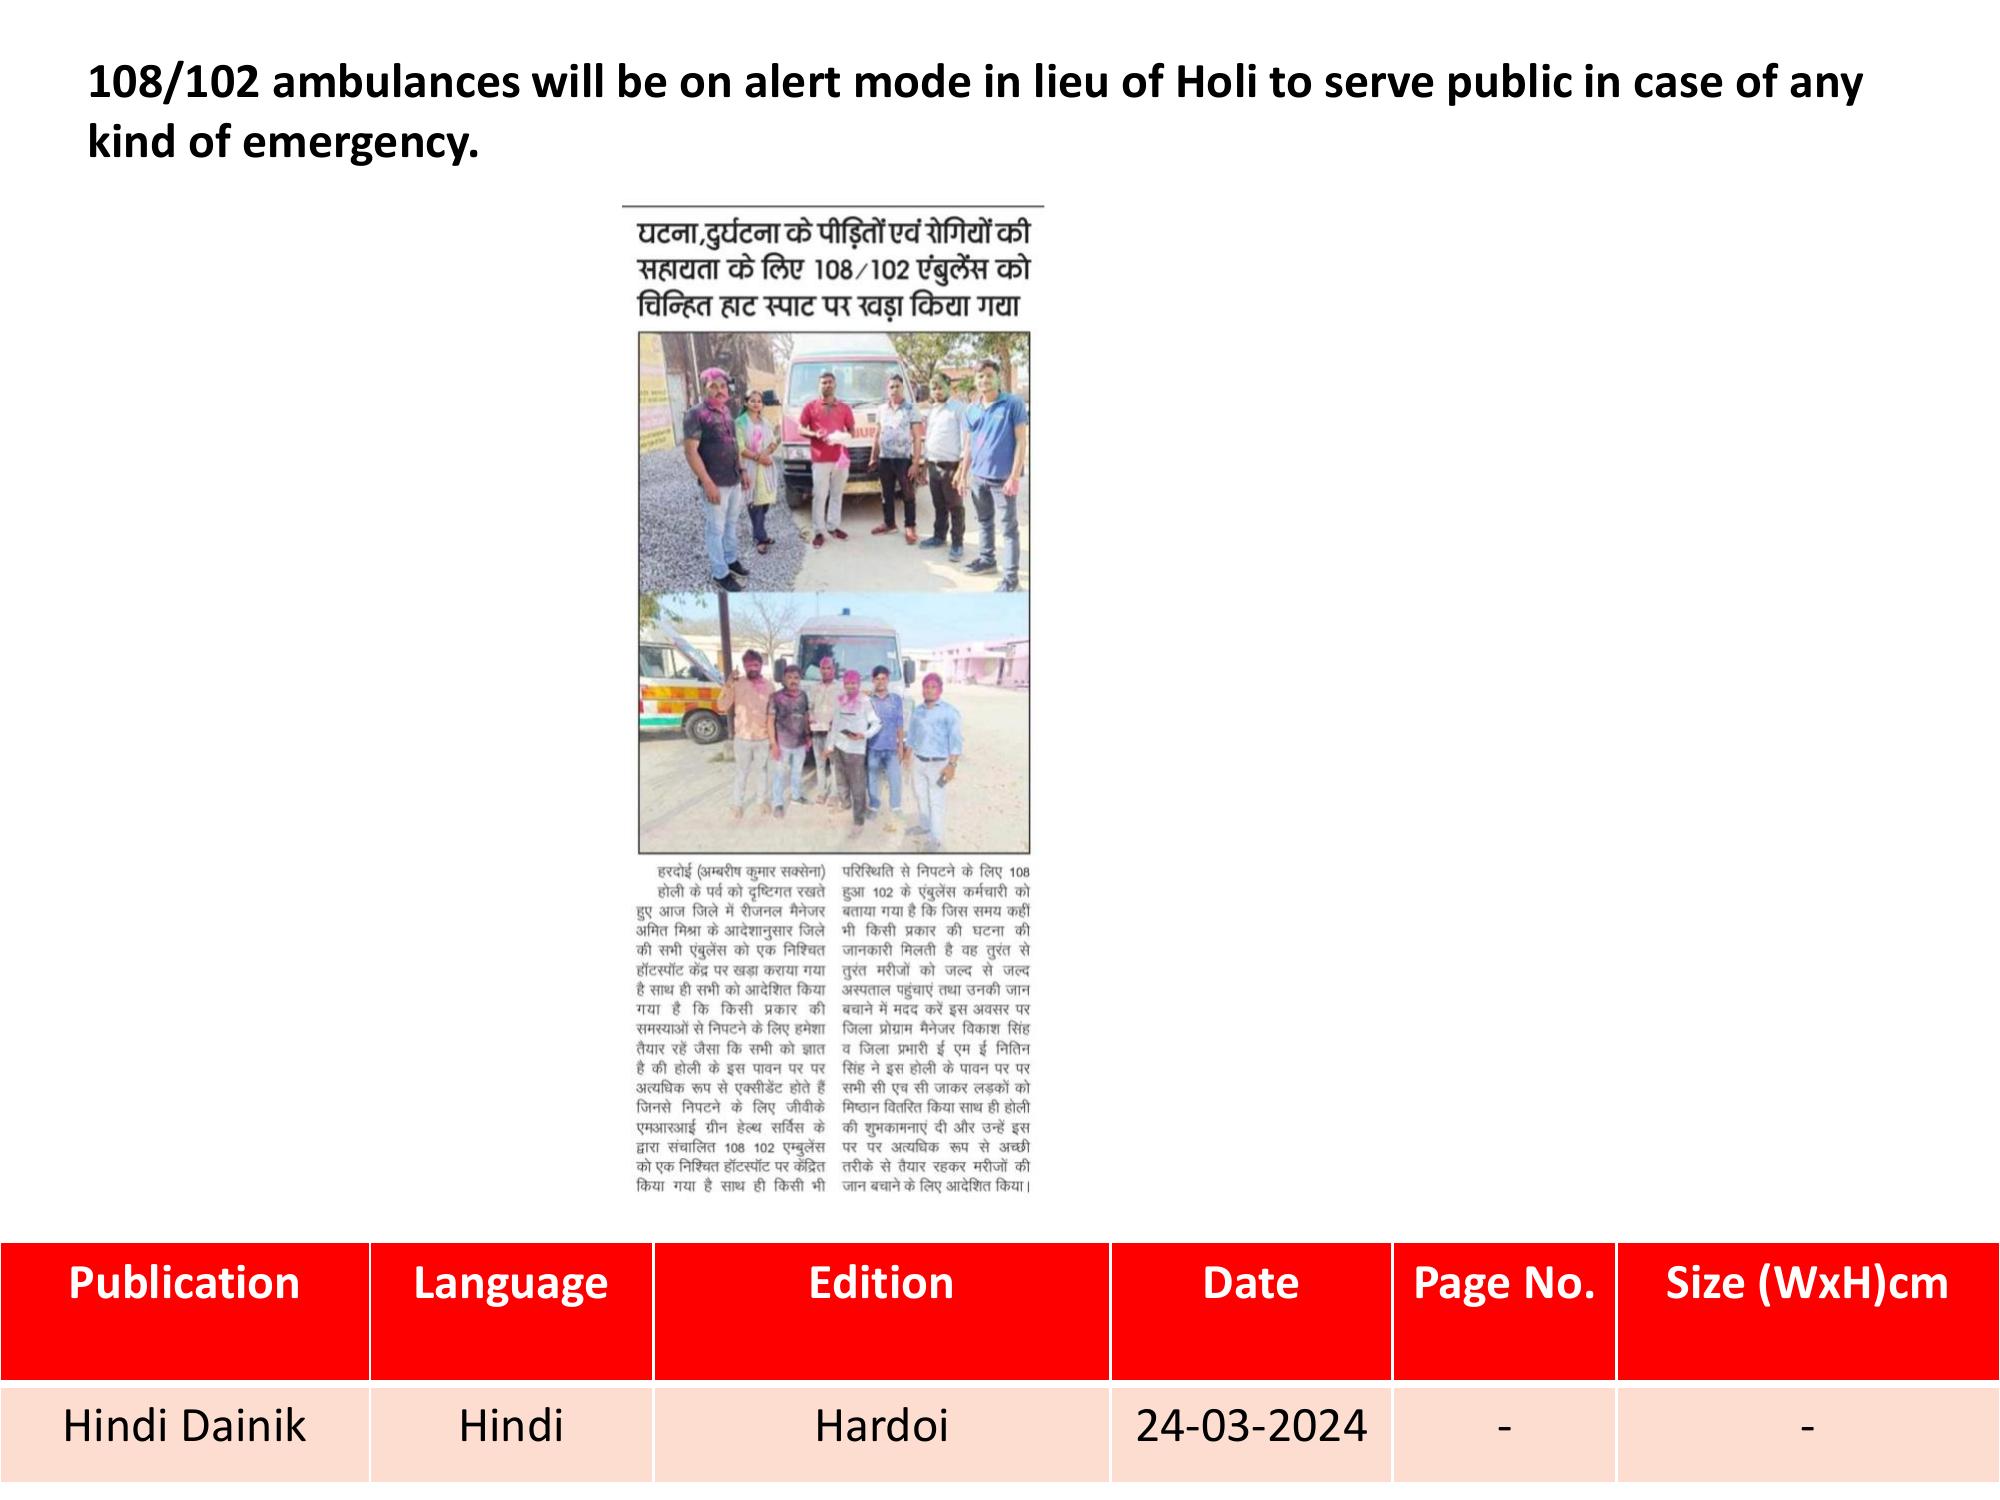 108/102 ambulances will be on alert mode in lieu of Holi to serve public in case of any
kind of emergency.
घटना,दुर्घटना के पीड़ितों एवं रोगियों की
सहायता के लिए 108/102 एंबुलेंस को
चिन्हित हाट स्पाट पर खड़ा किया गया
हरदोई (अम्बरीष कुमार सक्सेना)
होली के पर्व को दृष्टिगत रखते
हुए आज जिले में रीजनल मैनेजर
अमित मिश्रा के आदेशानुसार जिले
की सभी एंबुलेंस को एक निश्चित
हॉटस्पॉट केंद्र पर खड़ा कराया गया
है साथ ही सभी को आदेशित किया
गया है कि किसी प्रकार की
समस्याओं से निपटने के लिए हमेशा
तैयार रहें जैसा कि सभी को ज्ञात
है की होली के इस पावन पर पर
अत्यधिक रूप से एक्सीडेंट होते हैं
जिनसे निपटने के लिए जीवीके
एमआरआई ग्रीन हेल्थ सर्विस के
द्वारा संचालित 108 102 एम्बुलेंस
को एक निश्चित हॉटस्पॉट पर केंद्रित
किया गया है साथ ही किसी भी
परिस्थिति से निपटने के लिए 108
हुआ 102 के एंबुलेंस कर्मचारी को
बताया गया है कि जिस समय कहीं
भी किसी प्रकार की घटना की
जानकारी मिलती है वह तुरंत से
तुरंत मरीजों को जल्द से जल्द
अस्पताल पहुंचाएं तथा उनकी जान
बचाने में मदद करें इस अवसर पर
जिला प्रोग्राम मैनेजर विकाश सिंह
व जिला प्रभारी ई एम ई नितिन
सिंह ने इस होली के पावन पर पर
सभी सी एच सी जाकर लड़कों को
मिष्ठान वितरित किया साथ ही होली
की शुभकामनाएं दी और उन्हें इस
पर पर अत्यधिक रूप से अच्छी
तरीके से तैयार रहकर मरीजों की
जान बचाने के लिए आदेशित किया।
Publication Language Edition Date Page No. Size (WxH)cm
Hindi Dainik Hindi Hardoi 24-03-2024 - -